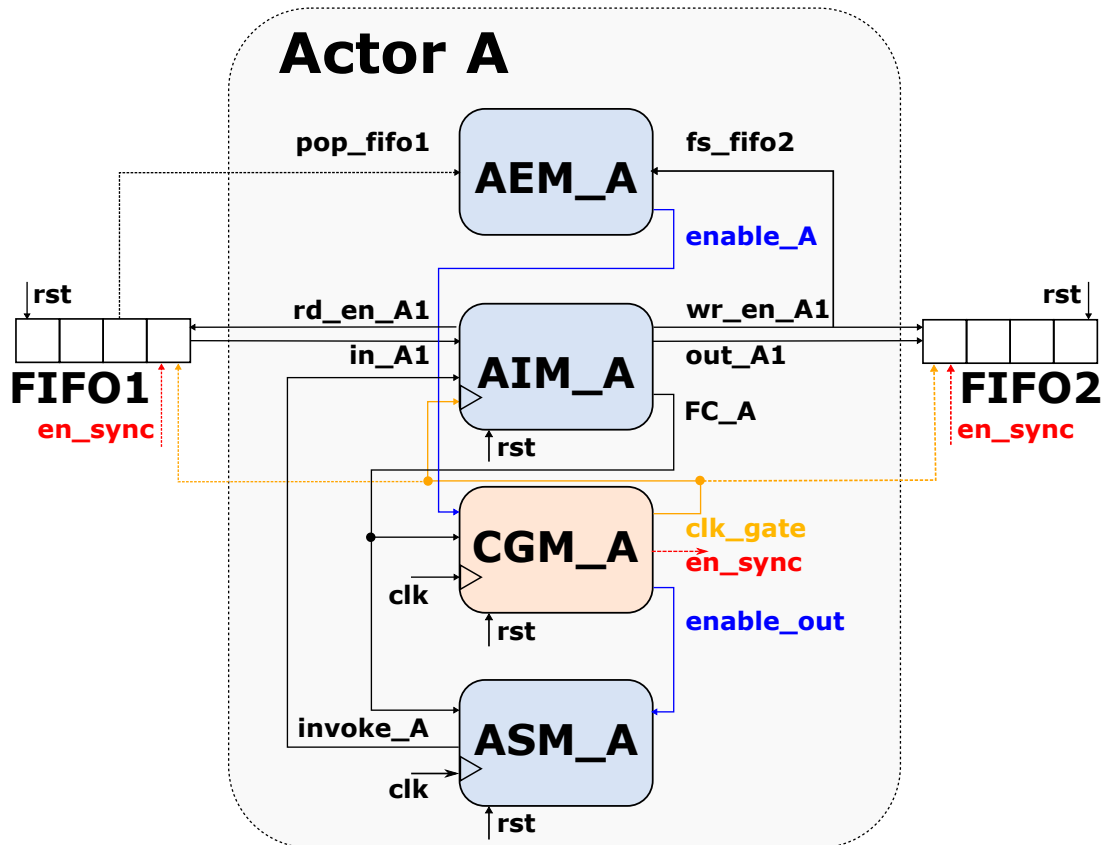 Actor A
pop_fifo1
fs_fifo2
AEM_A
enable_A
rst
rst
rd_en_A1
wr_en_A1
in_A1
out_A1
AIM_A
FIFO1
FIFO2
FC_A
en_sync
en_sync
rst
clk_gate
CGM_A
en_sync
clk
rst
enable_out
invoke_A
ASM_A
clk
rst